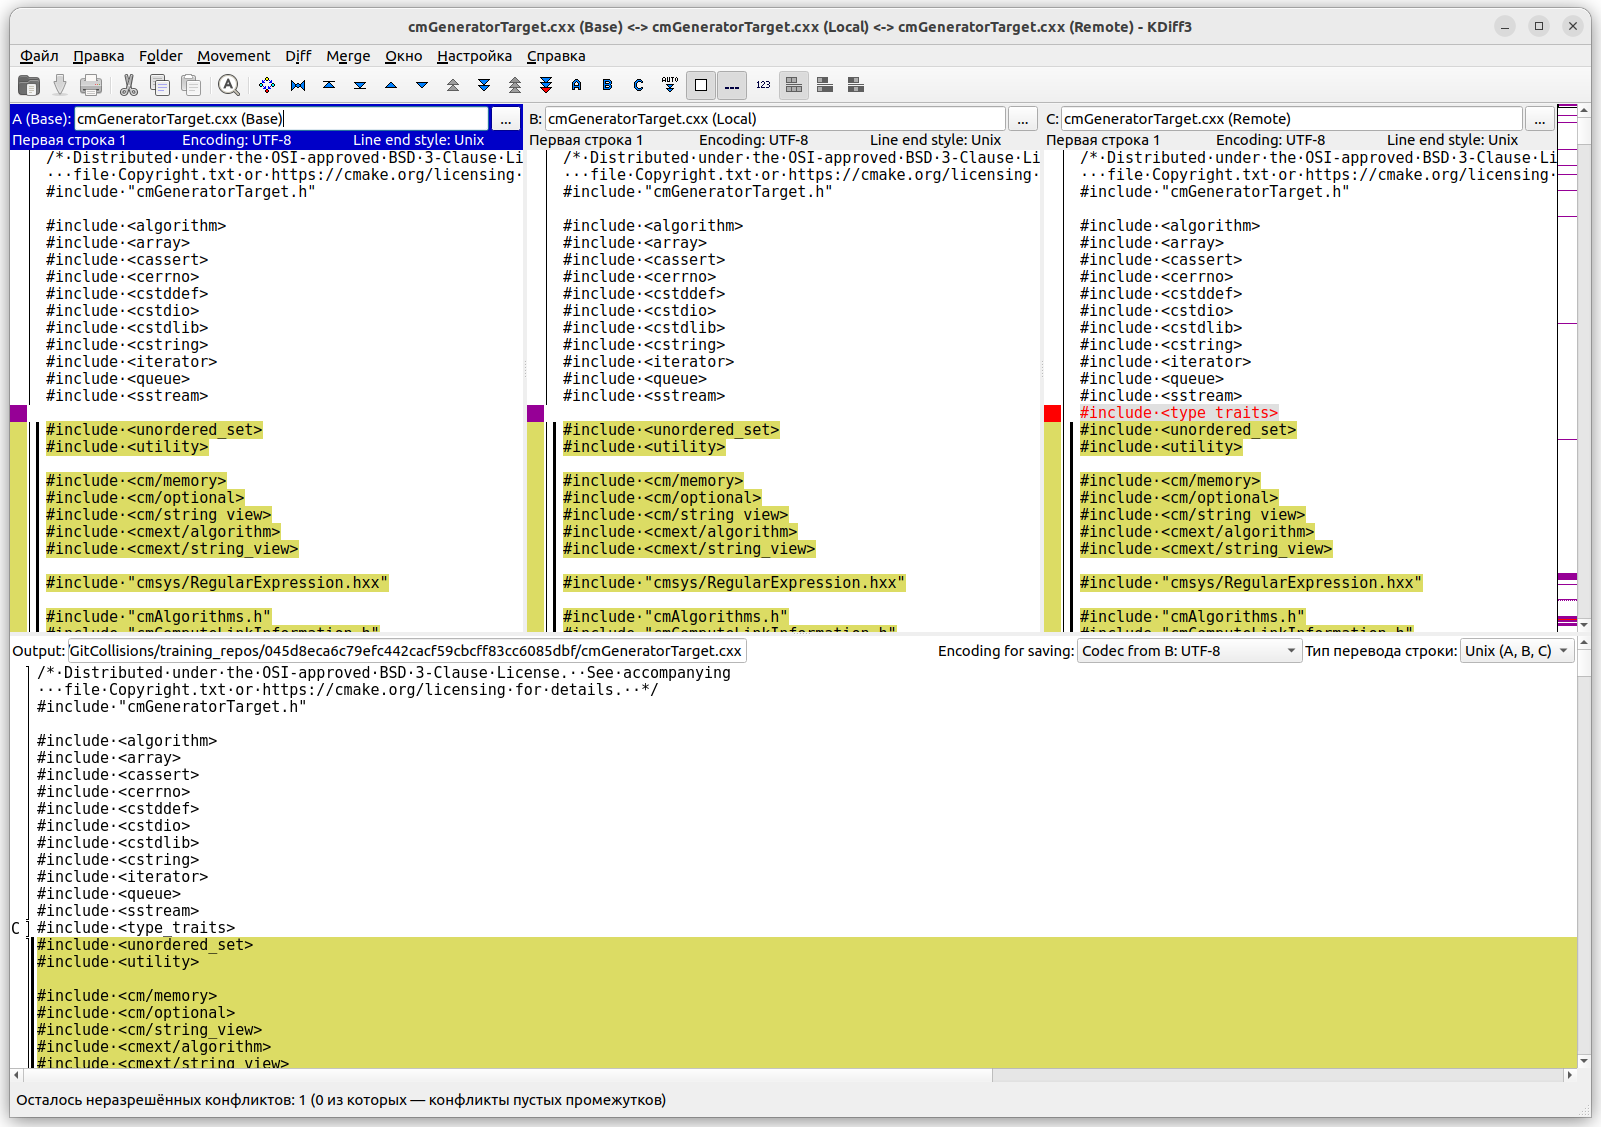 cmGeneratorTarget.cxx (Base) <-> cmGeneratorTarget.cxx (Local) <-> cmGeneratorTarget.cxx (Remote) - KDiff3
Файл Правка Folder Movement Diff Merge Окно Настройка Справка
A B C AUTO 123
A (Base): cmGeneratorTarget.cxx (Base) ...
Первая строка 1 Encoding: UTF-8 Line end style: Unix
/*·Distributed·under·the·OSI-approved·BSD·3-Clause·Li
···file·Copyright.txt·or·https://cmake.org/licensing·
#include·"cmGeneratorTarget.h"
#include·<algorithm>
#include·<array>
#include·<cassert>
#include·<cerrno>
#include·<cstddef>
#include·<cstdio>
#include·<cstdlib>
#include·<cstring>
#include·<iterator>
#include·<queue>
#include·<sstream>
#include·<unordered_set>
#include·<utility>
#include·<cm/memory>
#include·<cm/optional>
#include·<cm/string_view>
#include·<cmext/algorithm>
#include·<cmext/string_view>
#include·"cmsys/RegularExpression.hxx"
#include·"cmAlgorithms.h"
#include·"cmComputeLinkInformation.h"
B: cmGeneratorTarget.cxx (Local) ...
Первая строка 1 Encoding: UTF-8 Line end style: Unix
/*·Distributed·under·the·OSI-approved·BSD·3-Clause·Li
···file·Copyright.txt·or·https://cmake.org/licensing·
#include·"cmGeneratorTarget.h"
#include·<algorithm>
#include·<array>
#include·<cassert>
#include·<cerrno>
#include·<cstddef>
#include·<cstdio>
#include·<cstdlib>
#include·<cstring>
#include·<iterator>
#include·<queue>
#include·<sstream>
#include·<unordered_set>
#include·<utility>
#include·<cm/memory>
#include·<cm/optional>
#include·<cm/string_view>
#include·<cmext/algorithm>
#include·<cmext/string_view>
#include·"cmsys/RegularExpression.hxx"
#include·"cmAlgorithms.h"
#include·"cmComputeLinkInformation.h"
C: cmGeneratorTarget.cxx (Remote) ...
Первая строка 1 Encoding: UTF-8 Line end style: Unix
/*·Distributed·under·the·OSI-approved·BSD·3-Clause·Li
···file·Copyright.txt·or·https://cmake.org/licensing·
#include·"cmGeneratorTarget.h"
#include·<algorithm>
#include·<array>
#include·<cassert>
#include·<cerrno>
#include·<cstddef>
#include·<cstdio>
#include·<cstdlib>
#include·<cstring>
#include·<iterator>
#include·<queue>
#include·<sstream>
#include·<type_traits>
#include·<unordered_set>
#include·<utility>
#include·<cm/memory>
#include·<cm/optional>
#include·<cm/string_view>
#include·<cmext/algorithm>
#include·<cmext/string_view>
#include·"cmsys/RegularExpression.hxx"
#include·"cmAlgorithms.h"
#include·"cmComputeLinkInformation.h"
Output: GitCollisions/training_repos/045d8eca6c79efc442cacf59cbcff83cc6085dbf/cmGeneratorTarget.cxx Encoding for saving: Codec from B: UTF-8 Тип перевода строки: Unix (A, B, C)
/*·Distributed·under·the·OSI-approved·BSD·3-Clause·License.··See·accompanying
···file·Copyright.txt·or·https://cmake.org/licensing·for·details.··*/
#include·"cmGeneratorTarget.h"
#include·<algorithm>
#include·<array>
#include·<cassert>
#include·<cerrno>
#include·<cstddef>
#include·<cstdio>
#include·<cstdlib>
#include·<cstring>
#include·<iterator>
#include·<queue>
#include·<sstream>
C #include·<type_traits>
#include·<unordered_set>
#include·<utility>
#include·<cm/memory>
#include·<cm/optional>
#include·<cm/string_view>
#include·<cmext/algorithm>
#include·<cmext/string_view>
Осталось неразрешённых конфликтов: 1 (0 из которых — конфликты пустых промежутков)